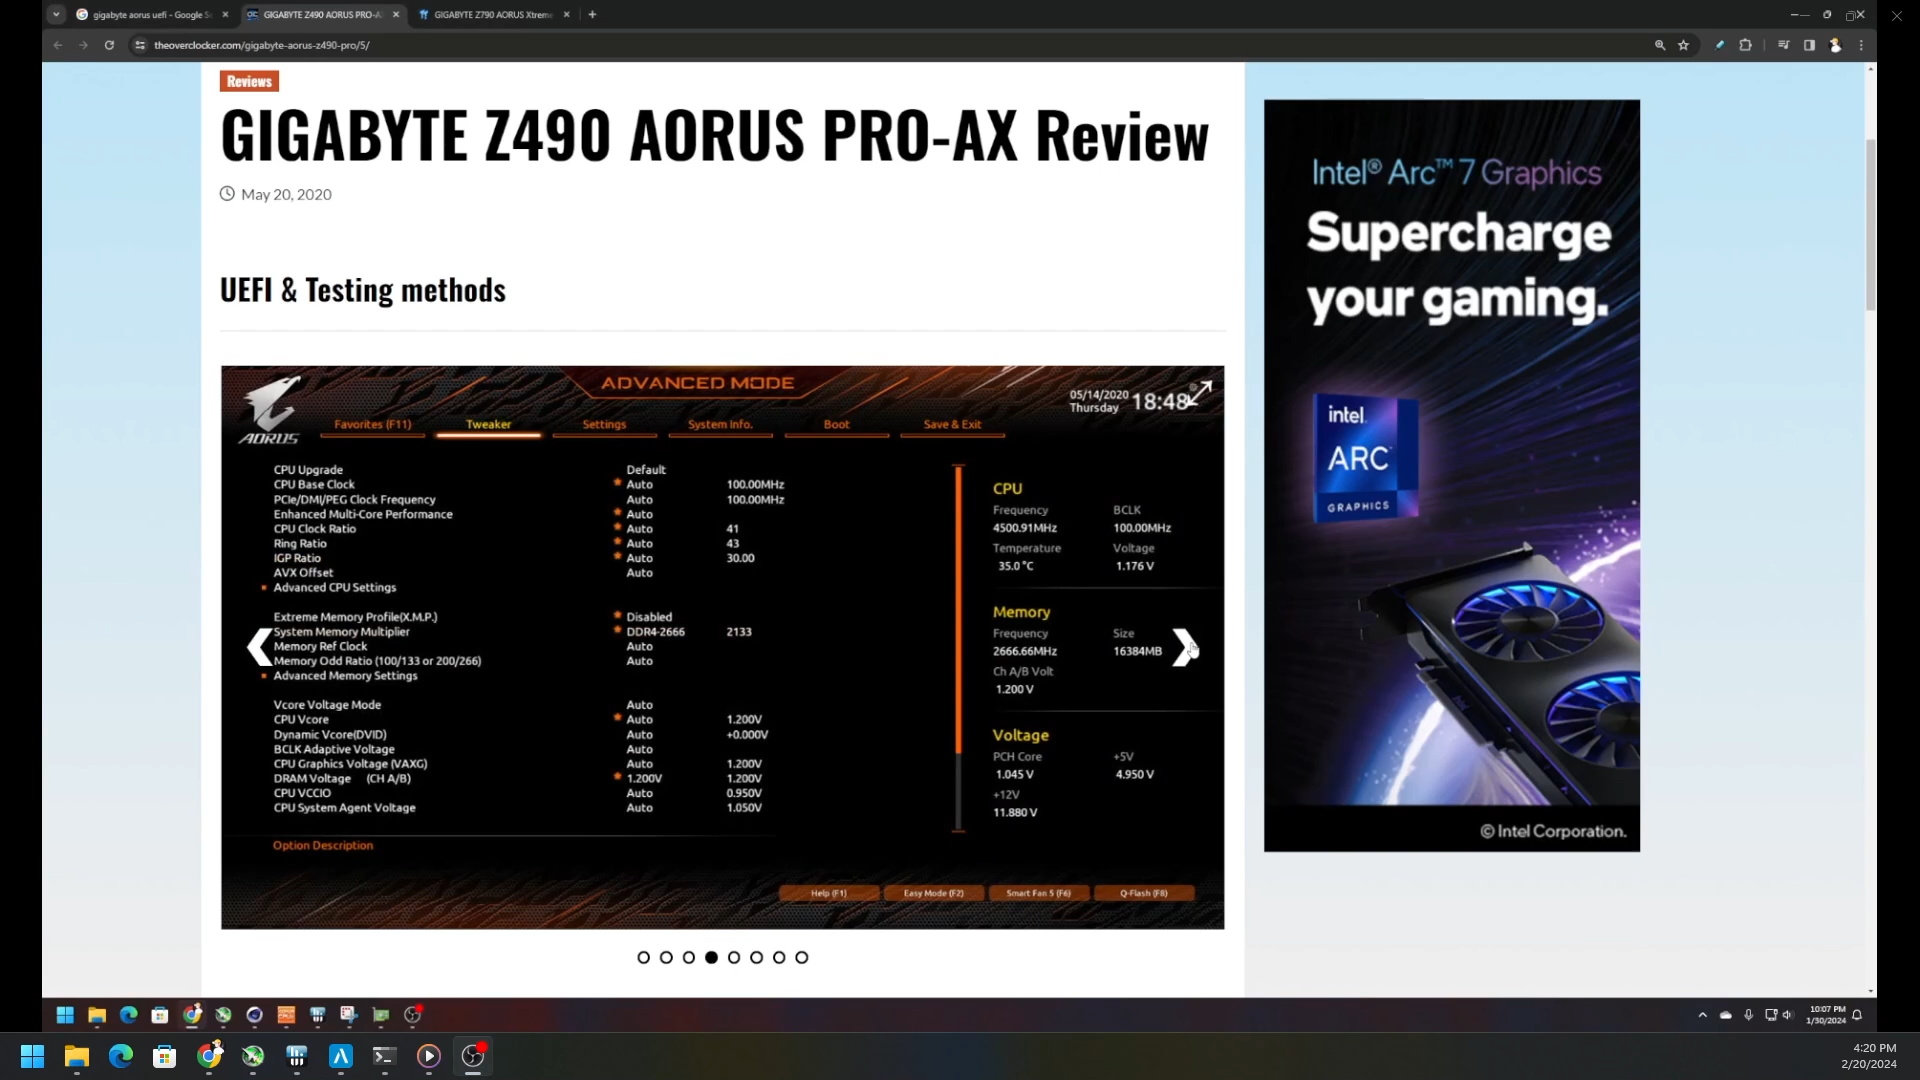 gigabyte aorus uefi - Google S
GIGABYTE Z490 AORUS PRO-A
GIGABYTE Z790 AORUS Xtreme
theoverclocker.com/gigabyte-aorus-z490-pro/5/
Reviews
GIGABYTE Z490 AORUS PRO-AX Review
May 20, 2020
UEFI & Testing methods
ADVANCED MODE
05/14/2020
Thursday
18:48
AORUS
Favorites (F11)
Tweaker
Settings
System Info.
Boot
Save & Exit
CPU Upgrade Default
CPU Base Clock Auto 100.00MHz
PCIe/DMI/PEG Clock Frequency Auto 100.00MHz
Enhanced Multi-Core Performance Auto
CPU Clock Ratio Auto 41
Ring Ratio Auto 43
IGP Ratio Auto 30.00
AVX Offset Auto
Advanced CPU Settings
Extreme Memory Profile(X.M.P.) Disabled
System Memory Multiplier DDR4-2666 2133
Memory Ref Clock Auto
Memory Odd Ratio (100/133 or 200/266) Auto
Advanced Memory Settings
Vcore Voltage Mode Auto
CPU Vcore Auto 1.200V
Dynamic Vcore(DVID) Auto +0.000V
BCLK Adaptive Voltage Auto
CPU Graphics Voltage (VAXG) Auto 1.200V
DRAM Voltage (CH A/B) 1.200V 1.200V
CPU VCCIO Auto 0.950V
CPU System Agent Voltage Auto 1.050V
CPU
Frequency BCLK
4500.91MHz 100.00MHz
Temperature Voltage
35.0 °C 1.176 V
Memory
Frequency Size
2666.66MHz 16384MB
Ch A/B Volt
1.200 V
Voltage
PCH Core +5V
1.045 V 4.950 V
+12V
11.880 V
Option Description
Help (F1)
Easy Mode (F2)
Smart Fan 5 (F6)
Q-Flash (F8)
Intel® Arc™ 7 Graphics
Supercharge
your gaming.
intel.
ARC
GRAPHICS
© Intel Corporation.
10:07 PM
1/30/2024
4:20 PM
2/20/2024